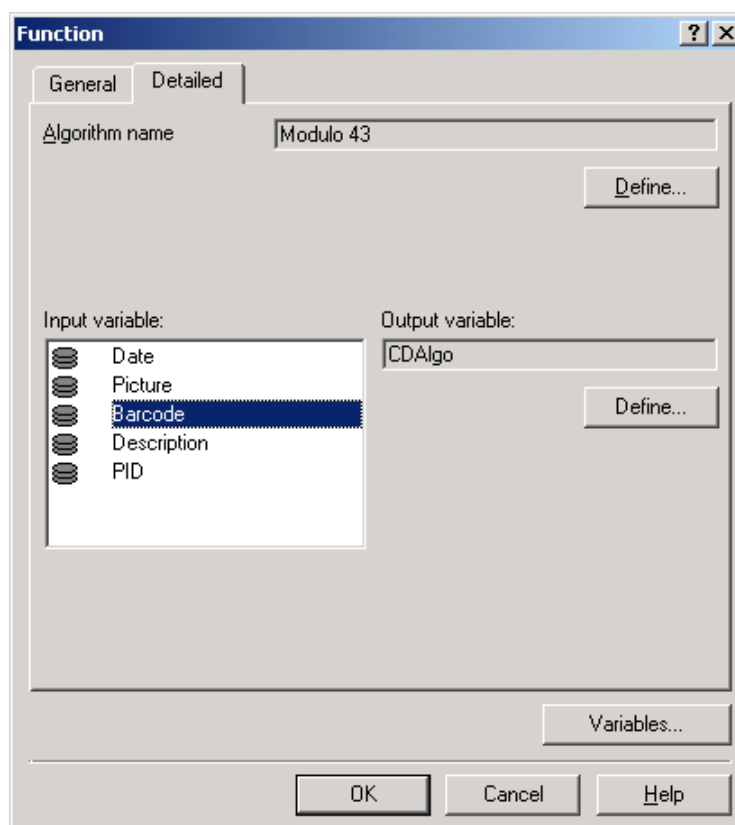 Function
General Detailed
Algorithm name Modulo 43
Define...
Input variable: Output variable:
Date CDAlgo
Picture
Barcode Define...
Description
PID
Variables...
OK Cancel Help